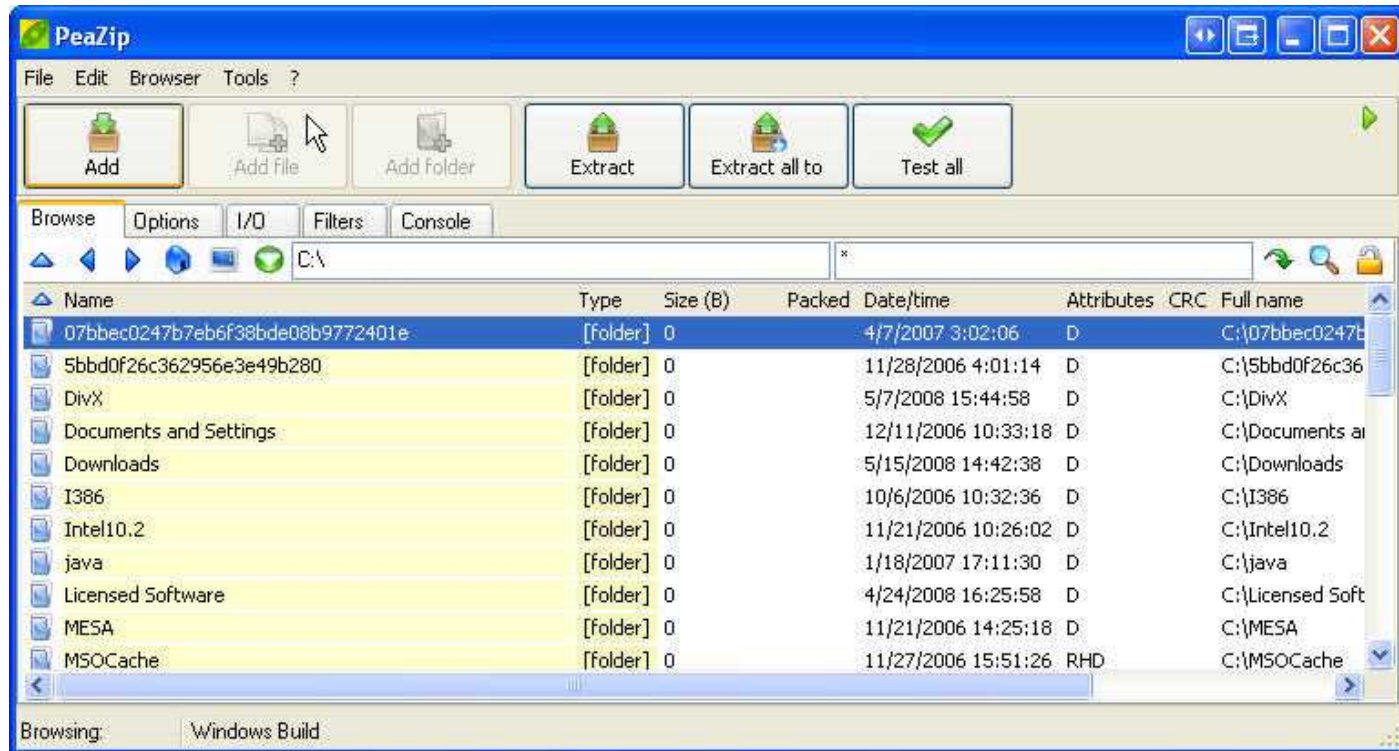 PeaZip
File Edit Browser Tools ?
Add Add file Add folder Extract Extract all to Test all
Browse Options I/O Filters Console
C:\ *
Name Type Size (B) Packed Date/time Attributes CRC Full name
07bbec0247b7eb6f38bde08b9772401e [folder] 0 4/7/2007 3:02:06 D C:\07bbec0247b
5bbd0f26c362956e3e49b280 [folder] 0 11/28/2006 4:01:14 D C:\5bbd0f26c36
DivX [folder] 0 5/7/2008 15:44:58 D C:\DivX
Documents and Settings [folder] 0 12/11/2006 10:33:18 D C:\Documents a
Downloads [folder] 0 5/15/2008 14:42:38 D C:\Downloads
I386 [folder] 0 10/6/2006 10:32:36 D C:\I386
Intel10.2 [folder] 0 11/21/2006 10:26:02 D C:\Intel10.2
java [folder] 0 1/18/2007 17:11:30 D C:\java
Licensed Software [folder] 0 4/24/2008 16:25:58 D C:\Licensed Soft
MESA [folder] 0 11/21/2006 14:25:18 D C:\MESA
MSOCache [folder] 0 11/27/2006 15:51:26 RHD C:\MSOCache
Browsing: Windows Build